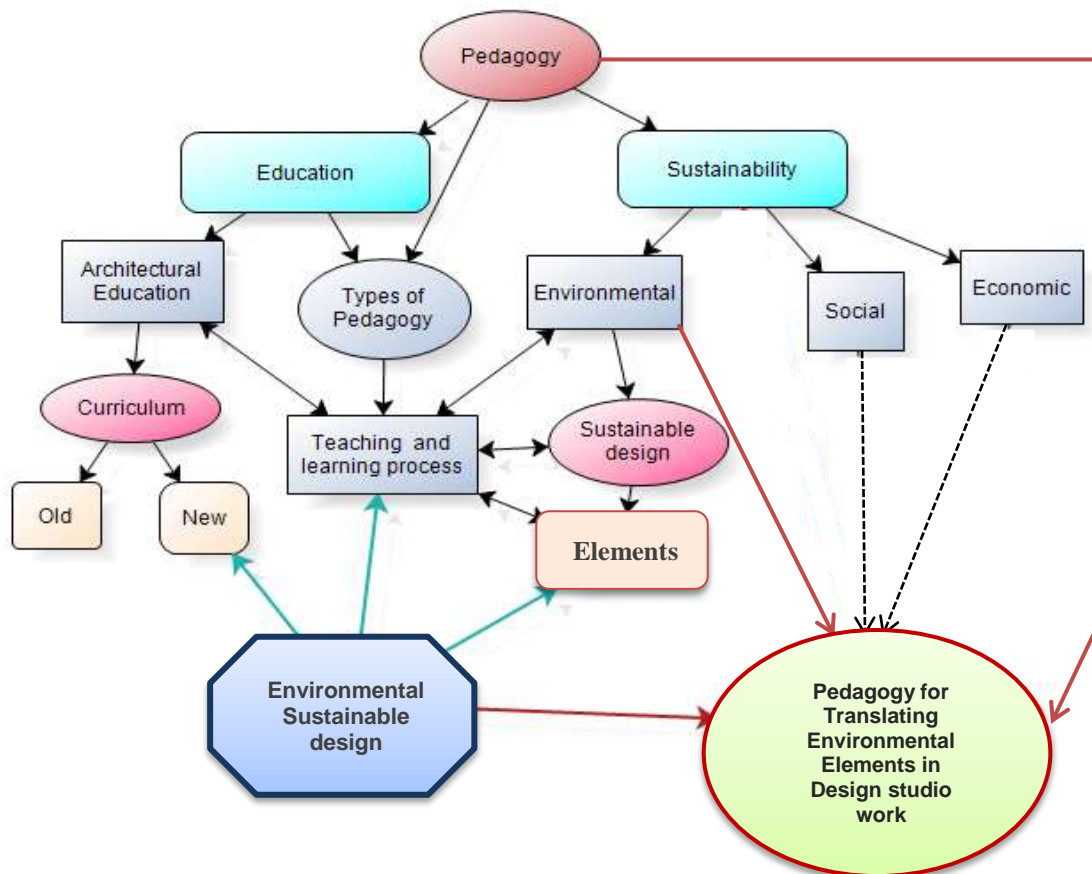 Pedagogy
Education
Sustainability
Architectural
Education
Types of
Pedagogy
Environmental
Social
Economic
Curriculum
Teaching and
learning process
Sustainable
design
Old
New
Elements
Environmental
Sustainable
design
Pedagogy for
Translating
Environmental
Elements in
Design studio
work